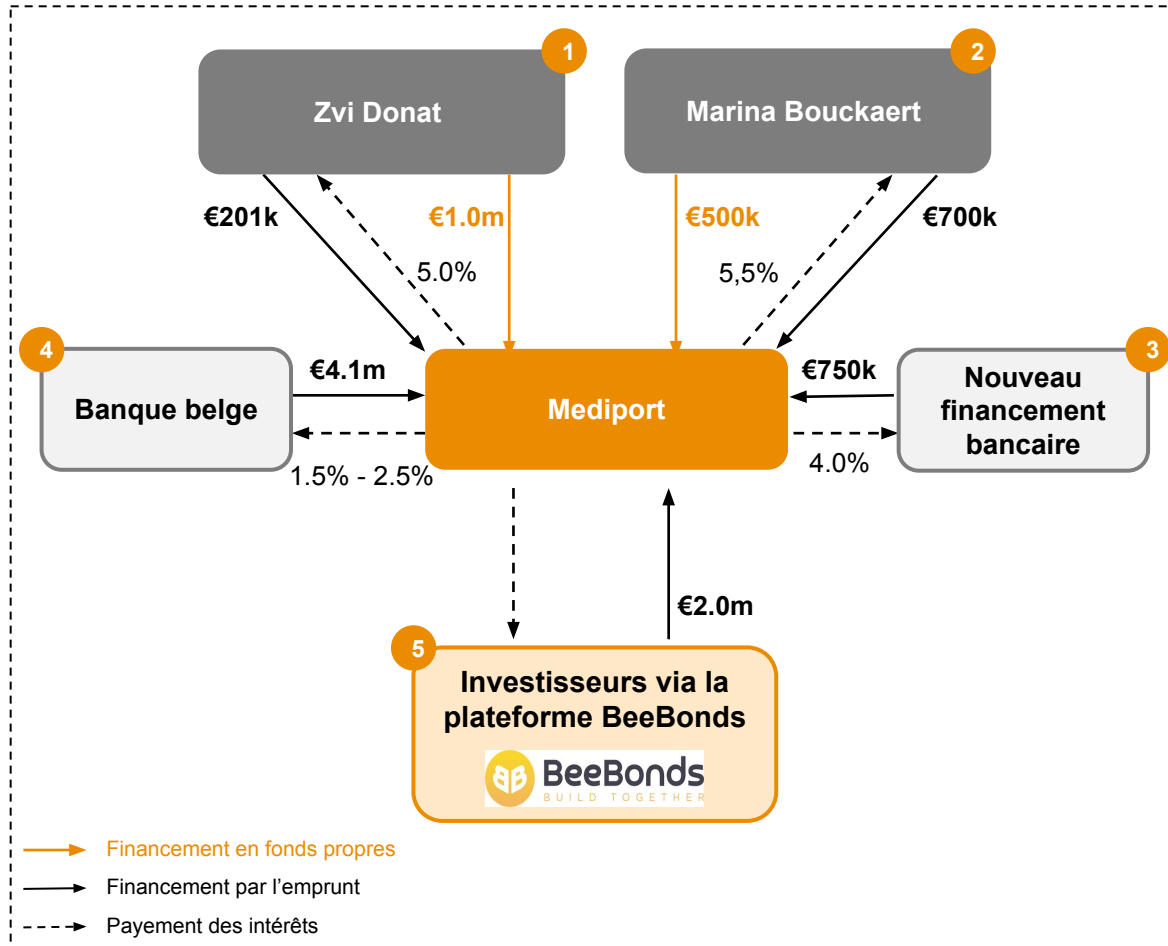 1
2
Zvi Donat
Marina Bouckaert
€201k
€1.0m
€500k
€700k
5.0%
5,5%
4
3
€4.1m
€750k
Banque belge
Mediport
Nouveau
financement
bancaire
1.5% - 2.5%
4.0%
€2.0m
5
Investisseurs via la
plateforme BeeBonds
BeeBonds
BUILD TOGETHER
Financement en fonds propres
Financement par l’emprunt
Payement des intérêts